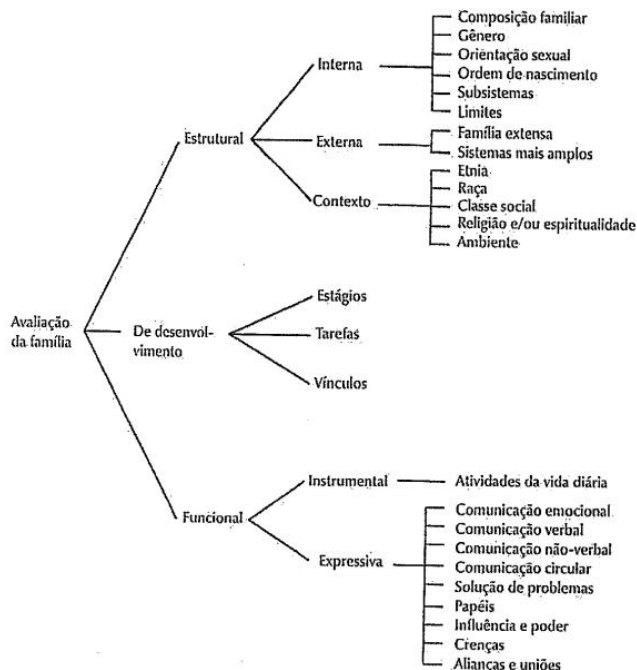 Composição familiar
Gênero
Interna
Orientação sexual
Ordem de nascimento
Subsistemas
Limites
Estrutural
Externa
Família extensa
Sistemas mais amplos
Contexto
Etnia
Raça
Classe social
Religião e/ou espiritualidade
Ambiente
Avaliação
da família
De desenvol-
vimento
Estágios
Tarefas
Vínculos
Funcional
Instrumental
Atividades da vida diária
Expressiva
Comunicação emocional
Comunicação verbal
Comunicação não-verbal
Comunicação circular
Solução de problemas
Papéis
Influência e poder
Crenças
Alianças e uniões